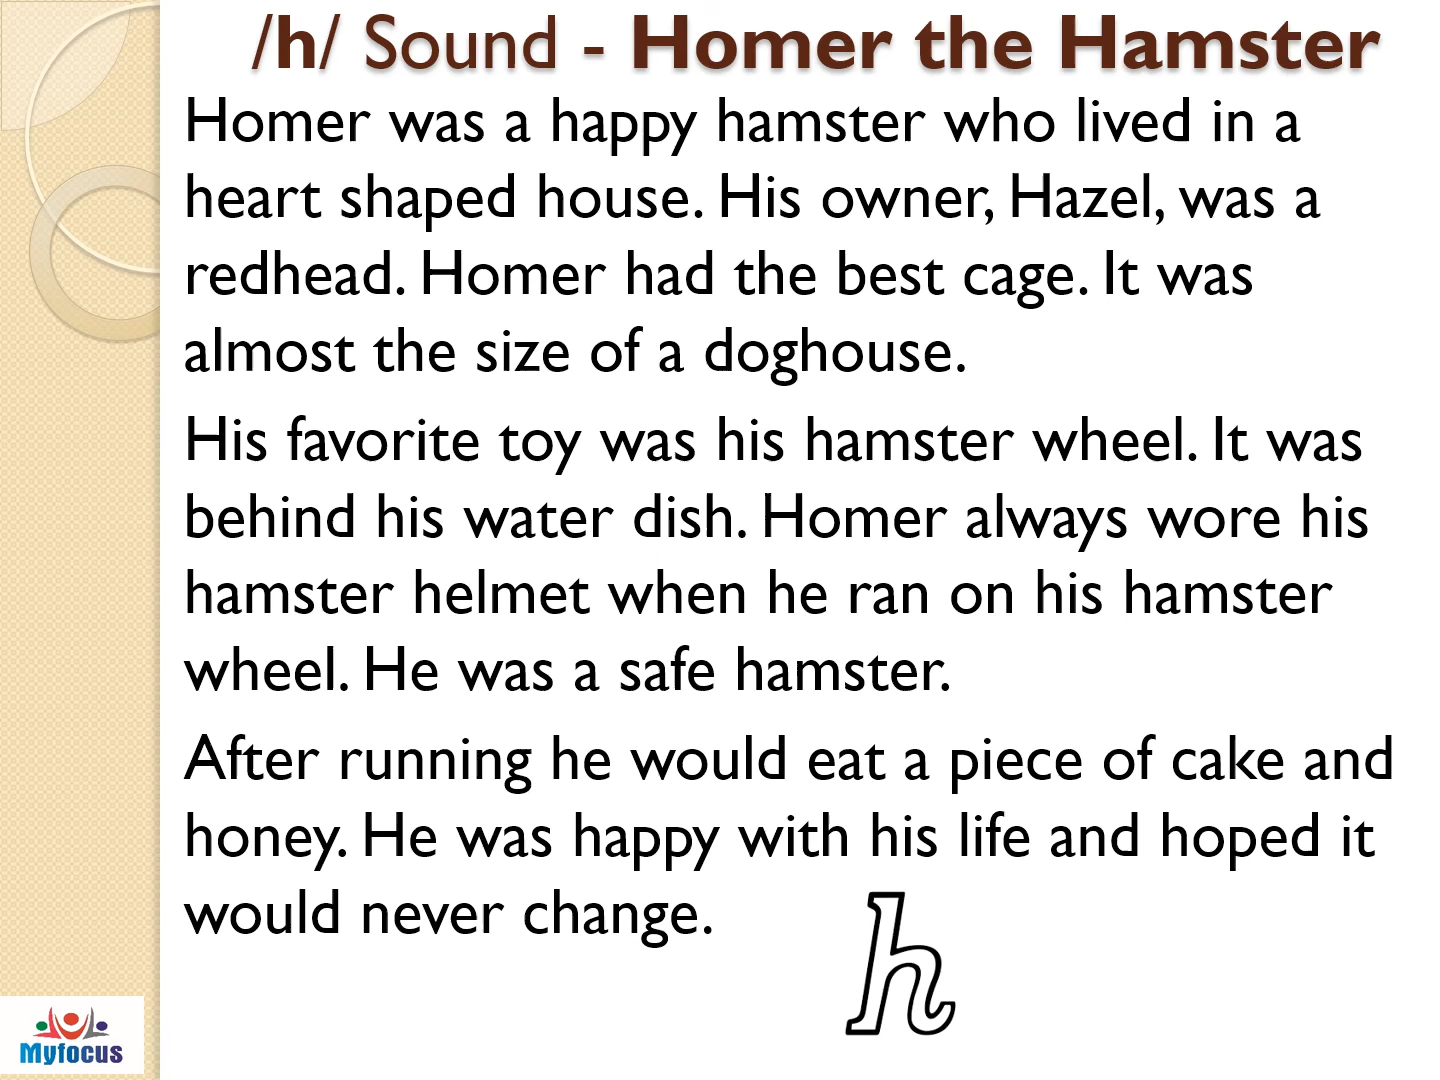 /h/ Sound - Homer the Hamster
Homer was a happy hamster who lived in a
heart shaped house. His owner, Hazel, was a
redhead. Homer had the best cage. It was
almost the size of a doghouse.
His favorite toy was his hamster wheel. It was
behind his water dish. Homer always wore his
hamster helmet when he ran on his hamster
wheel. He was a safe hamster.
After running he would eat a piece of cake and
honey. He was happy with his life and hoped it
would never change.
h
Myfocus